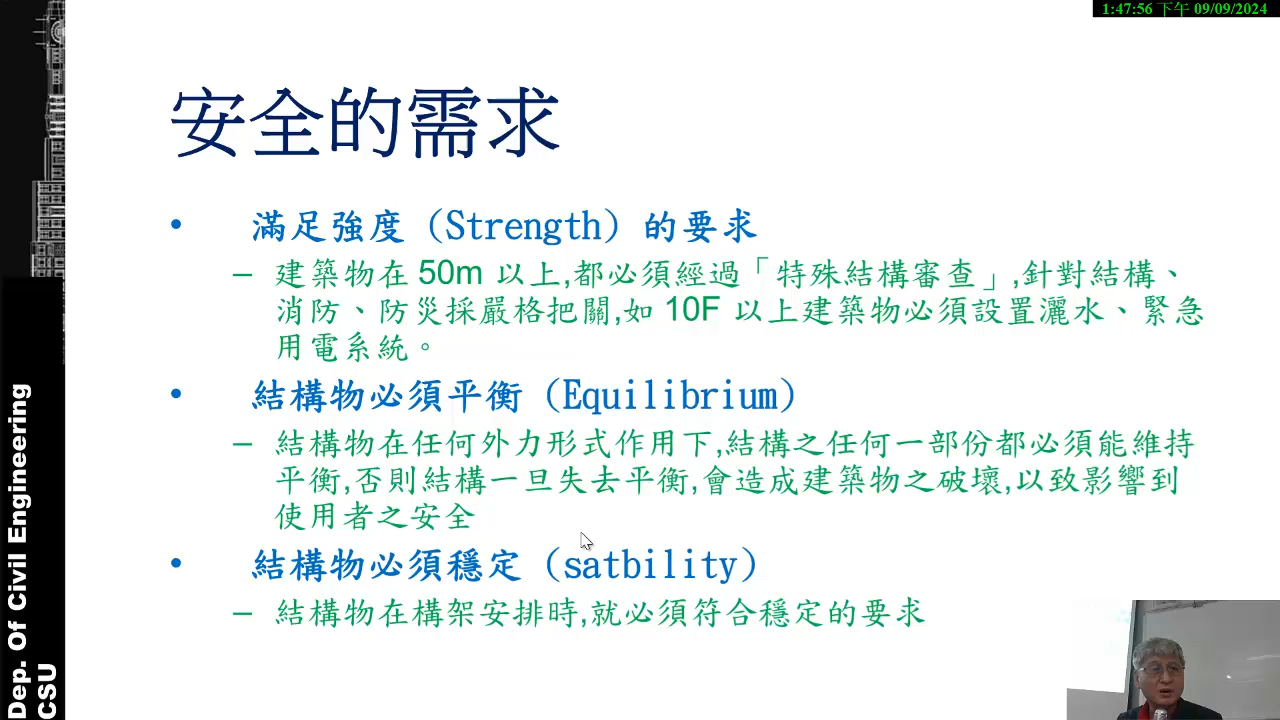 1:47:56 下午 09/09/2024
安全的需求
• 滿足強度（Strength）的要求
– 建築物在 50m 以上,都必須經過「特殊結構審查」,針對結構、
消防、防災採嚴格把關,如 10F 以上建築物必須設置灑水、緊急
用電系統。
• 結構物必須平衡（Equilibrium）
– 結構物在任何外力形式作用下,結構之任何一部份都必須能維持
平衡,否則結構一旦失去平衡,會造成建築物之破壞,以致影響到
使用者之安全
• 結構物必須穩定（satbility）
– 結構物在構架安排時,就必須符合穩定的要求
Dep. Of Civil Engineering
CSU